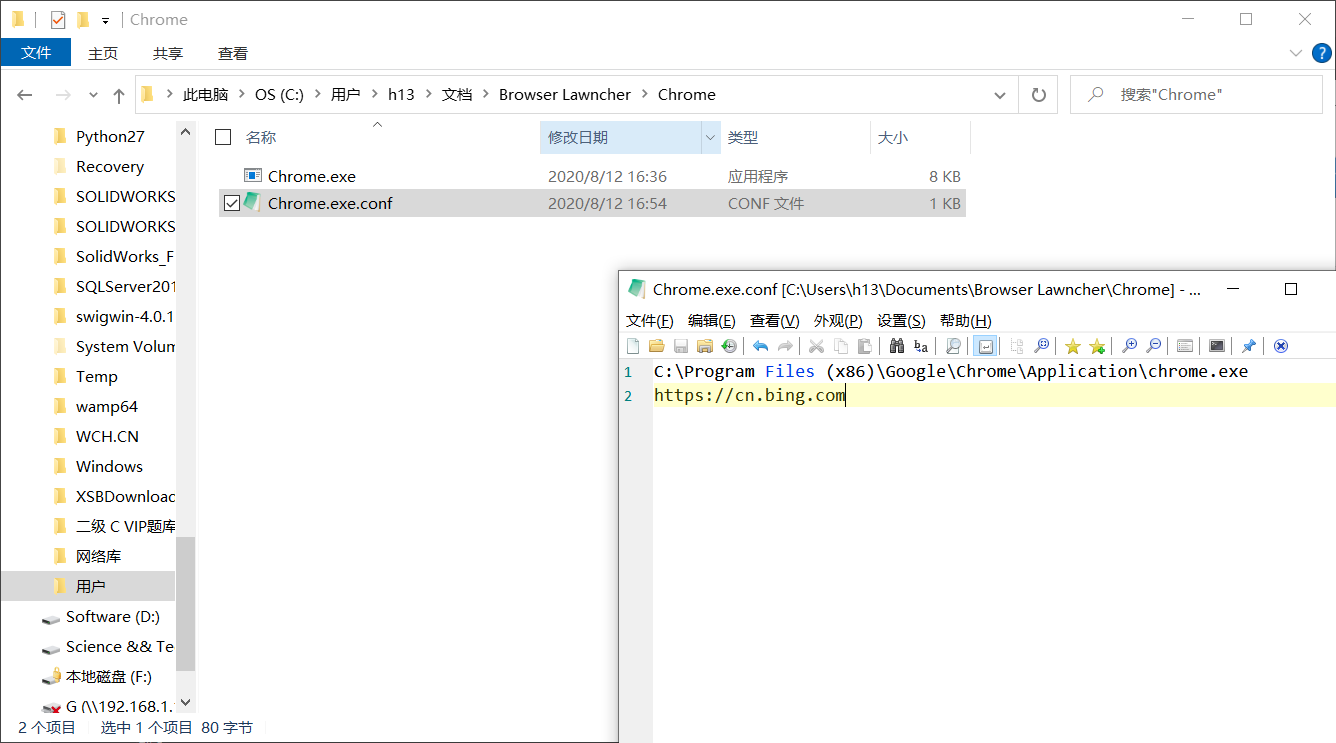 Chrome
文件 主页 共享 查看
此电脑 OS (C:) 用户 h13 文档 Browser Lawncher Chrome
搜索"Chrome"
名称 修改日期 类型 大小
Chrome.exe 2020/8/12 16:36 应用程序 8 KB
Chrome.exe.conf 2020/8/12 16:54 CONF 文件 1 KB
Python27
Recovery
SOLIDWORKS
SOLIDWORKS
SolidWorks_F
SQLServer201
swigwin-4.0.1
System Volum
Temp
wamp64
WCH.CN
Windows
XSBDownload
二级 C VIP题库
网络库
用户
Software (D:)
Science && Te
本地磁盘 (F:)
G (\\192.168.1.
2 个项目 选中 1 个项目 80 字节
Chrome.exe.conf [C:\Users\h13\Documents\Browser Lawncher\Chrome] - ...
文件(F) 编辑(E) 查看(V) 外观(P) 设置(S) 帮助(H)
1 C:\Program Files (x86)\Google\Chrome\Application\chrome.exe
2 https://cn.bing.com